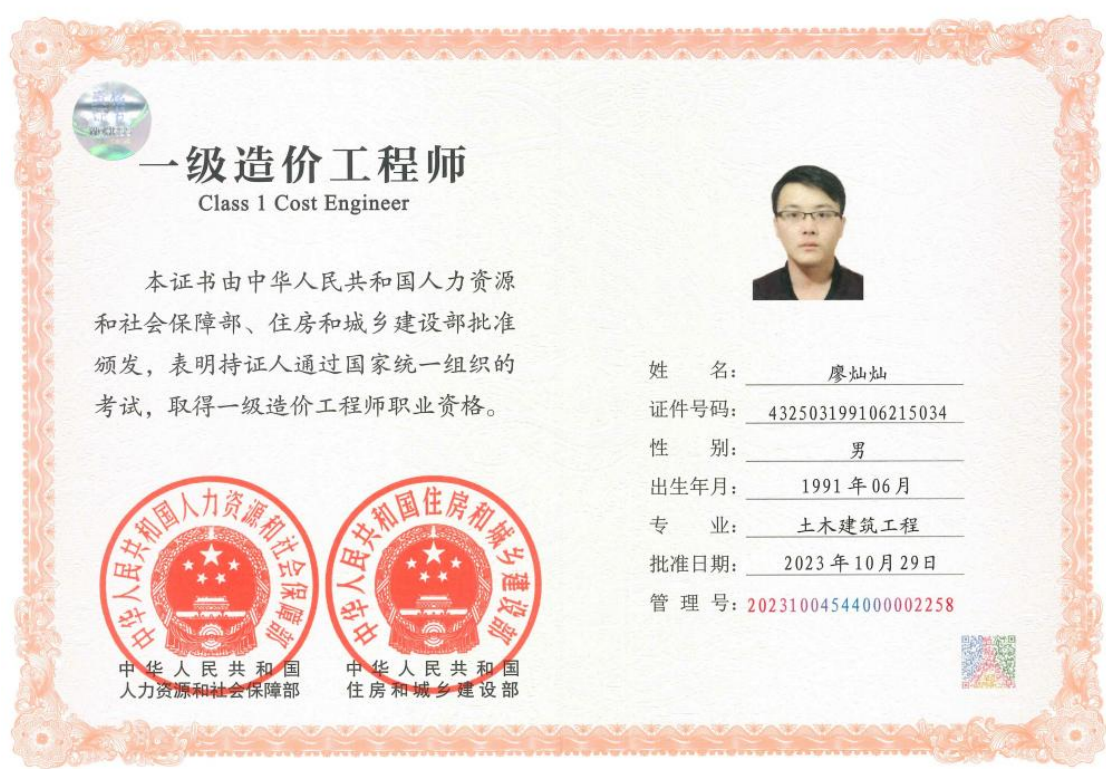 一级造价工程师
Class 1 Cost Engineer
本证书由中华人民共和国人力资源
和社会保障部、住房和城乡建设部批准
颁发，表明持证人通过国家统一组织的
考试，取得一级造价工程师职业资格。
中华人民共和国人力资源和社会保障部
中华人民共和国住房和城乡建设部
中华人民共和国
人力资源和社会保障部
中华人民共和国
住房和城乡建设部
姓 名：廖灿灿
证件号码：432503199106215034
性 别：男
出生年月：1991年06月
专 业：土木建筑工程
批准日期：2023年10月29日
管 理 号：20231004544000002258